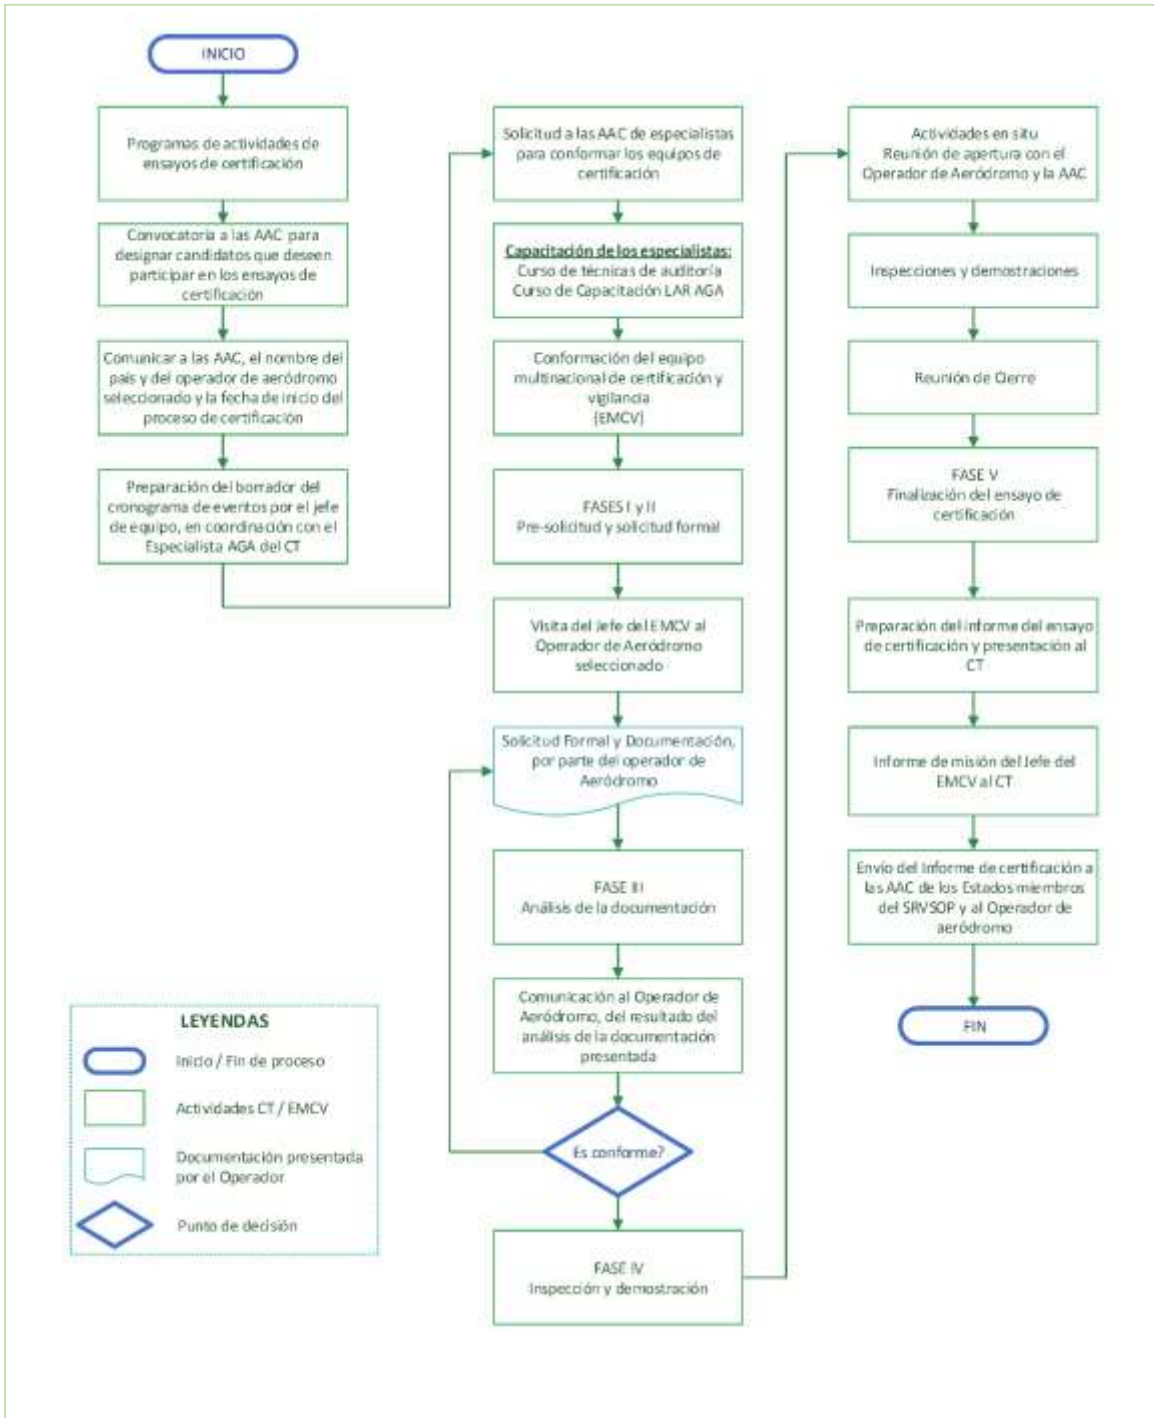 INICIO
Programas de actividades de
ensayos de certificación
Convocatoria a las AAC para
designar candidatos que deseen
participar en los ensayos de
certificación
Comunicar a las AAC, el nombre del
país y del operador de aeródromo
seleccionado y la fecha de inicio del
proceso de certificación
Preparación del borrador del
cronograma de eventos por el jefe
de equipo, en coordinación con el
Especialista AGA del CT
Solicitud a las AAC de especialistas
para conformar los equipos de
certificación
Capacitación de los especialistas:
Curso de técnicas de auditoría
Curso de Capacitación LAR AGA
Conformación del equipo
multinacional de certificación y
vigilancia
(EMCV)
FASES I y II
Pre-solicitud y solicitud formal
Visita del Jefe del EMCV al
Operador de Aeródromo
seleccionado
Solicitud Formal y Documentación,
por parte del operador de
Aeródromo
FASE III
Análisis de la documentación
Comunicación al Operador de
Aeródromo, del resultado del
análisis de la documentación
presentada
Es conforme?
FASE IV
Inspección y demostración
Actividades en situ
Reunión de apertura con el
Operador de Aeródromo y la AAC
Inspecciones y demostraciones
Reunión de Cierre
FASE V
Finalización del ensayo de
certificación
Preparación del informe del ensayo
de certificación y presentación al
CT
Informe de misión del Jefe del
EMCV al CT
Envío del Informe de certificación a
las AAC de los Estados miembros
del SRVSOP y al Operador de
aeródromo
FIN
LEYENDAS
Inicio / Fin de proceso
Actividades CT / EMCV
Documentación presentada
por el Operador
Punto de decisión